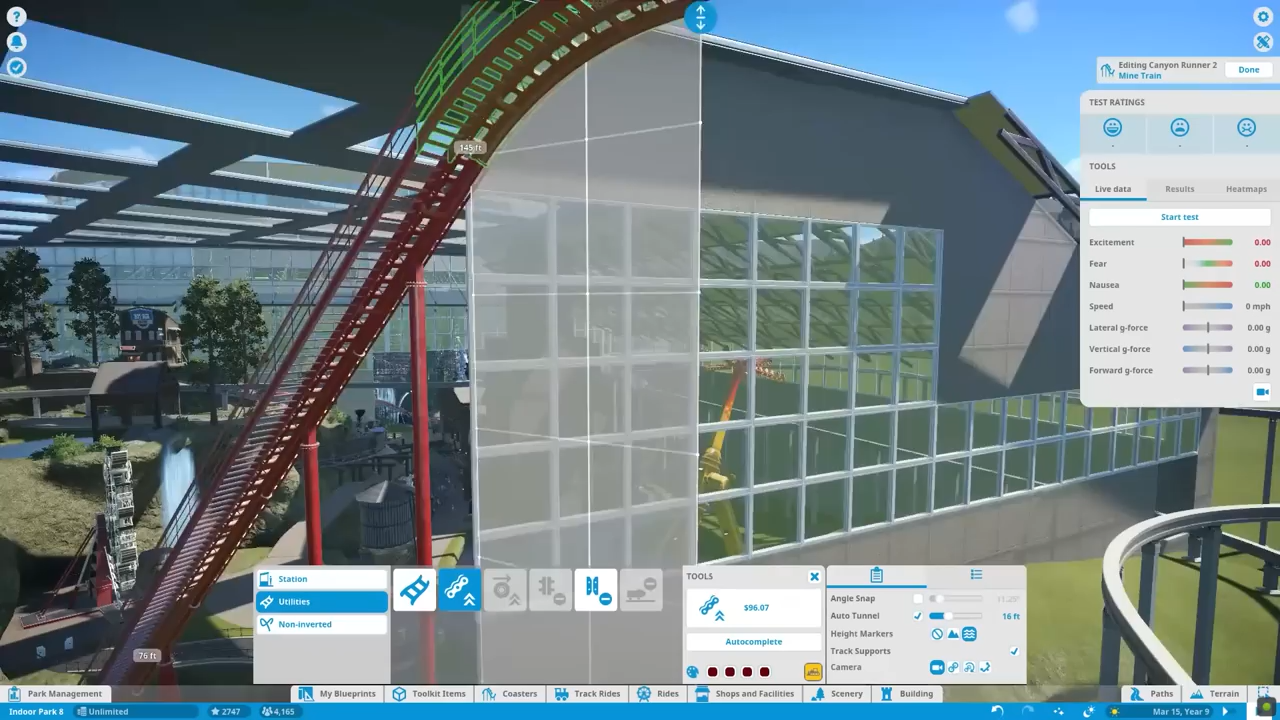 ?
Editing Canyon Runner 2
Mine Train
Done
TEST RATINGS
- - -
TOOLS
Live data Results Heatmaps
Start test
Excitement 0.00
Fear 0.00
Nausea 0.00
Speed 0 mph
Lateral g-force 0.00 g
Vertical g-force 0.00 g
Forward g-force 0.00 g
145 ft
76 ft
Station
Utilities
Non-inverted
TOOLS
$96.07
Autocomplete
Angle Snap
Auto Tunnel 16 ft
Height Markers
Track Supports
Camera
Park Management My Blueprints Toolkit Items Coasters Track Rides Rides Shops and Facilities Scenery Building Paths Terrain
Indoor Park 8 Unlimited 2747 4,165 Mar 15, Year 9